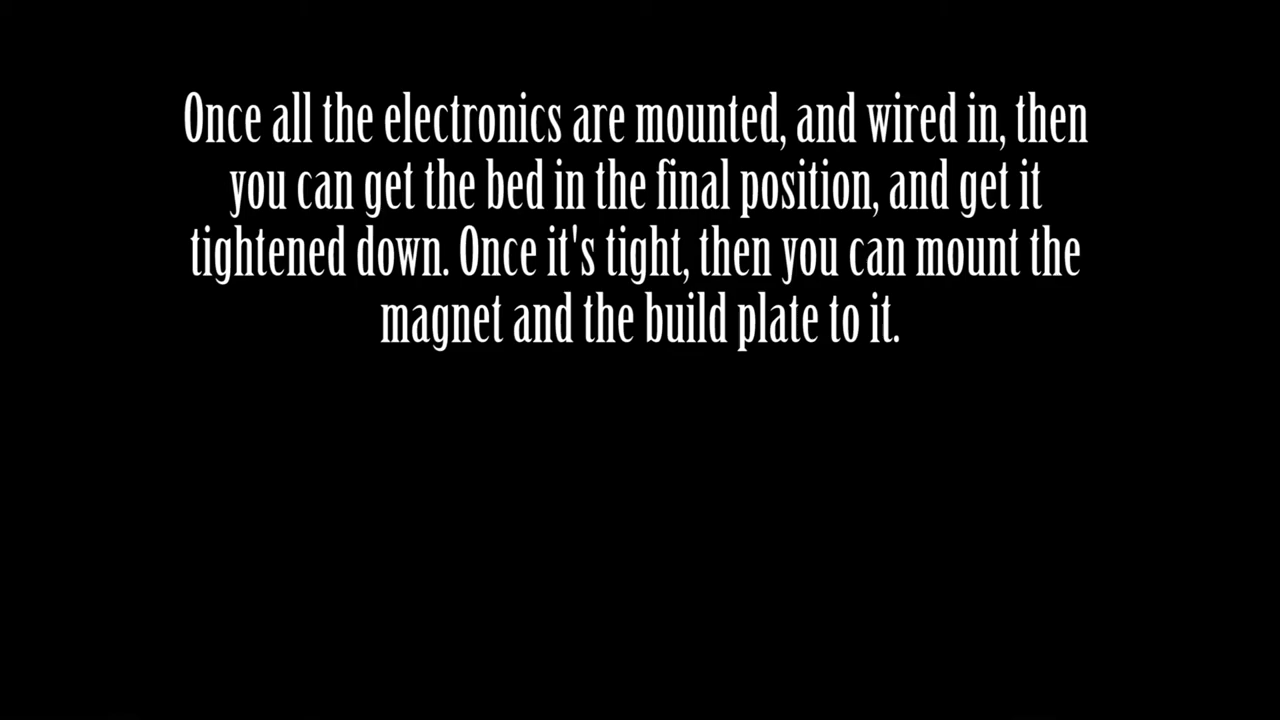 Once all the electronics are mounted, and wired in, then
you can get the bed in the final position, and get it
tightened down. Once it's tight, then you can mount the
magnet and the build plate to it.